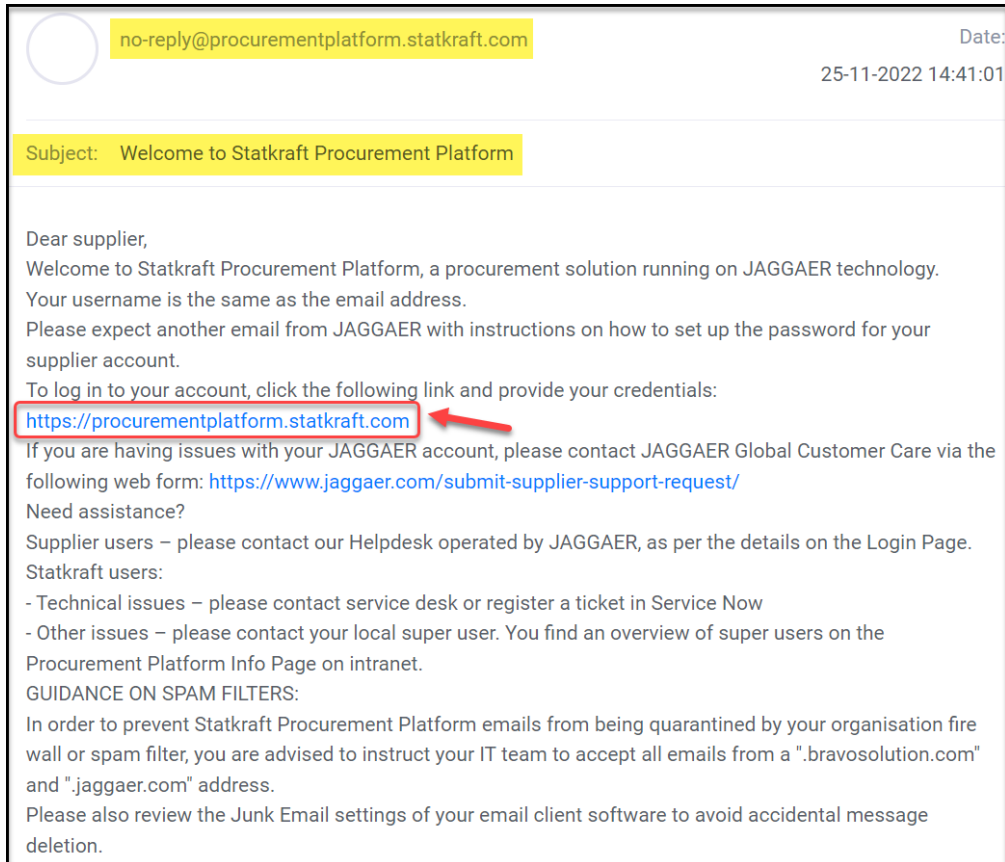 no-reply@procurementplatform.statkraft.com
Date:
25-11-2022 14:41:01
Subject: Welcome to Statkraft Procurement Platform
Dear supplier,
Welcome to Statkraft Procurement Platform, a procurement solution running on JAGGAER technology.
Your username is the same as the email address.
Please expect another email from JAGGAER with instructions on how to set up the password for your
supplier account.
To log in to your account, click the following link and provide your credentials:
https://procurementplatform.statkraft.com
If you are having issues with your JAGGAER account, please contact JAGGAER Global Customer Care via the
following web form: https://www.jaggaer.com/submit-supplier-support-request/
Need assistance?
Supplier users – please contact our Helpdesk operated by JAGGAER, as per the details on the Login Page.
Statkraft users:
- Technical issues – please contact service desk or register a ticket in Service Now
- Other issues – please contact your local super user. You find an overview of super users on the
Procurement Platform Info Page on intranet.
GUIDANCE ON SPAM FILTERS:
In order to prevent Statkraft Procurement Platform emails from being quarantined by your organisation fire
wall or spam filter, you are advised to instruct your IT team to accept all emails from a ".bravosolution.com"
and ".jaggaer.com" address.
Please also review the Junk Email settings of your email client software to avoid accidental message
deletion.